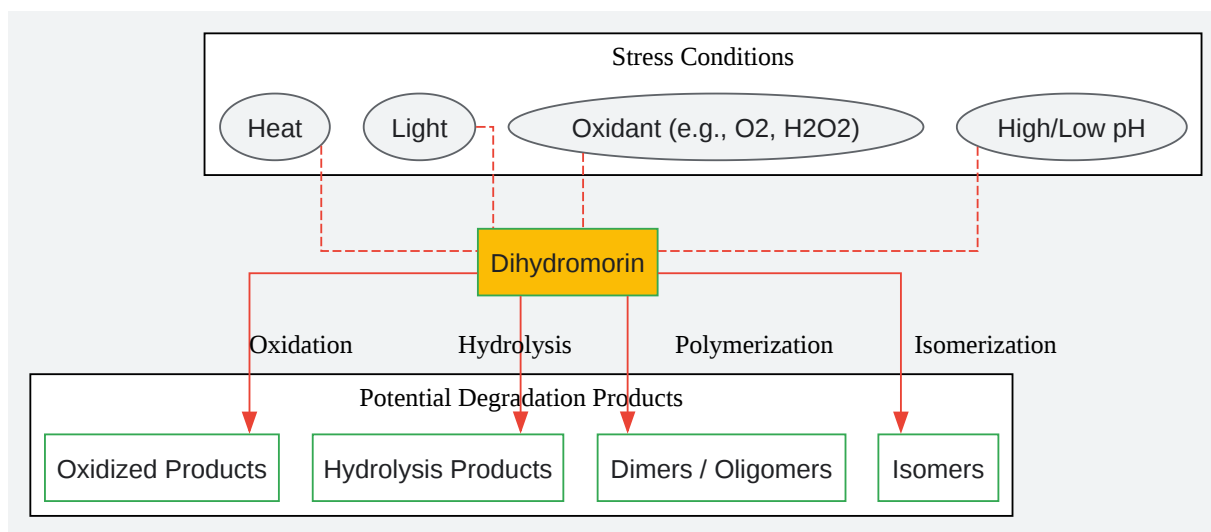 Stress Conditions
Heat
Light
Oxidant (e.g., O2, H2O2)
High/Low pH
Dihydromorin
Oxidation
Hydrolysis
Polymerization
Isomerization
Potential Degradation Products
Oxidized Products
Hydrolysis Products
Dimers / Oligomers
Isomers